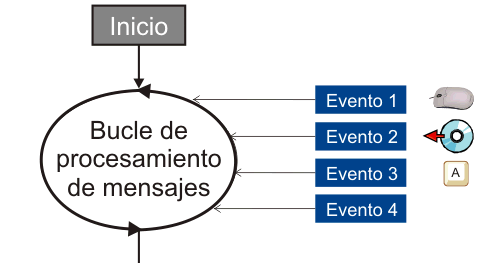 Inicio
Bucle de
procesamiento
de mensajes
Evento 1
Evento 2
Evento 3
A
Evento 4